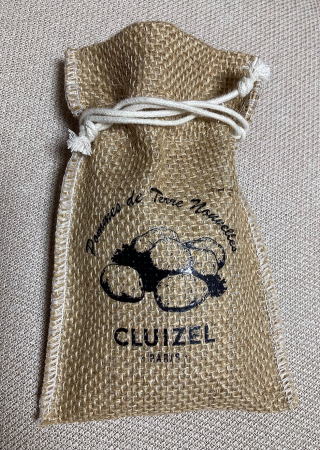 Pommes de Terre Nouvelles
CLUIZEL
·PARIS·